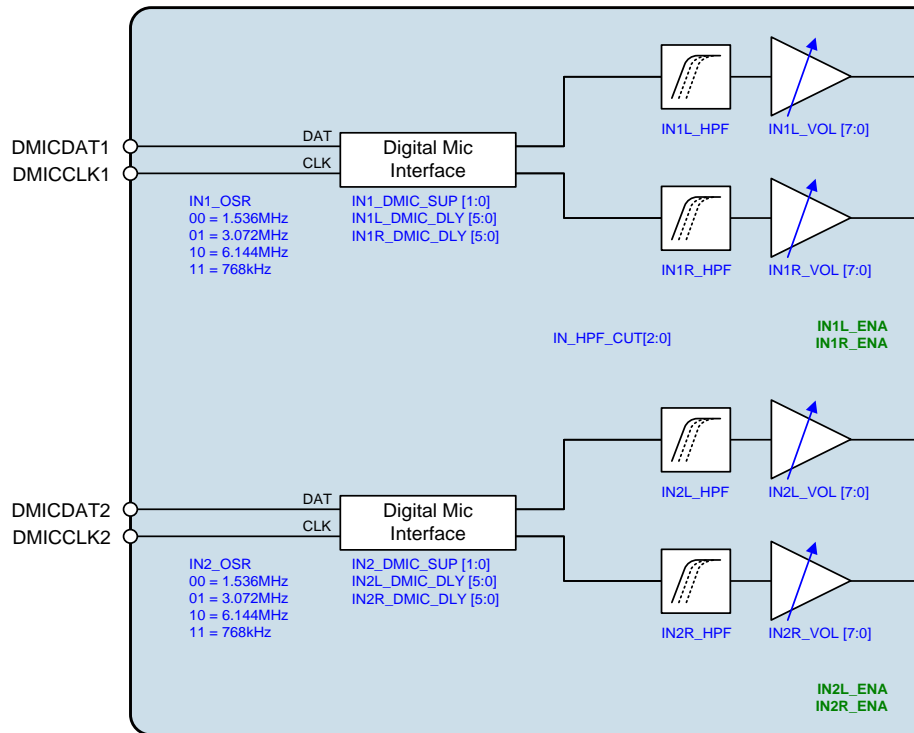 DMICDAT1
DMICCLK1
DAT
CLK
Digital Mic
Interface
IN1_OSR
00 = 1.536MHz
01 = 3.072MHz
10 = 6.144MHz
11 = 768kHz
IN1_DMIC_SUP [1:0]
IN1L_DMIC_DLY [5:0]
IN1R_DMIC_DLY [5:0]
IN1L_HPF
IN1L_VOL [7:0]
IN1R_HPF
IN1R_VOL [7:0]
IN_HPF_CUT[2:0]
IN1L_ENA
IN1R_ENA
DMICDAT2
DMICCLK2
DAT
CLK
Digital Mic
Interface
IN2_OSR
00 = 1.536MHz
01 = 3.072MHz
10 = 6.144MHz
11 = 768kHz
IN2_DMIC_SUP [1:0]
IN2L_DMIC_DLY [5:0]
IN2R_DMIC_DLY [5:0]
IN2L_HPF
IN2L_VOL [7:0]
IN2R_HPF
IN2R_VOL [7:0]
IN2L_ENA
IN2R_ENA